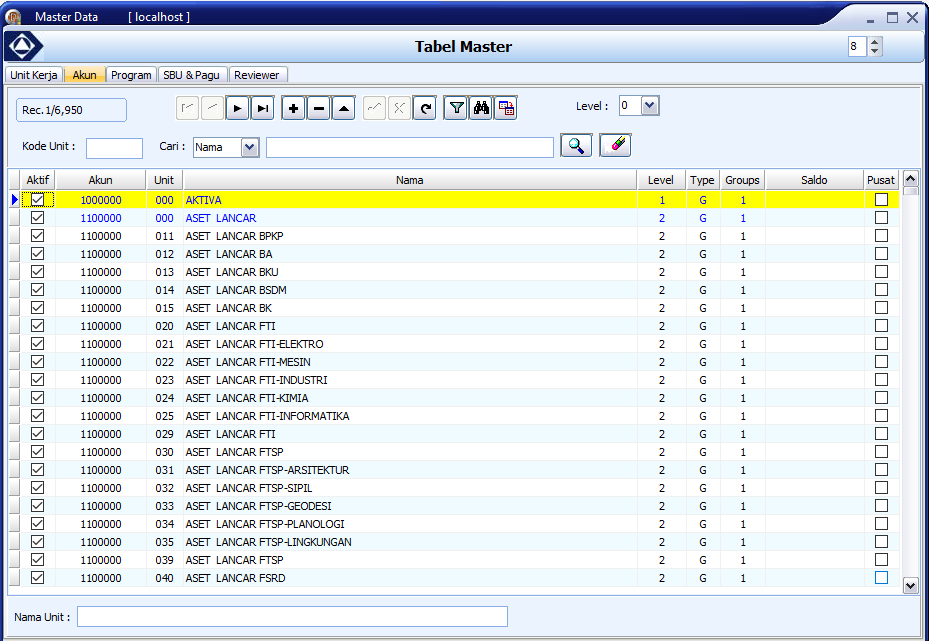 Master Data [ localhost ]
Tabel Master 8
Unit Kerja Akun Program SBU & Pagu Reviewer
Rec. 1/6,950 Level : 0
Kode Unit : Cari : Nama
Aktif Akun Unit Nama Level Type Groups Saldo Pusat
1000000 000 AKTIVA 1 G 1
1100000 000 ASET LANCAR 2 G 1
1100000 011 ASET LANCAR BPKP 2 G 1
1100000 012 ASET LANCAR BA 2 G 1
1100000 013 ASET LANCAR BKU 2 G 1
1100000 014 ASET LANCAR BSDM 2 G 1
1100000 015 ASET LANCAR BK 2 G 1
1100000 020 ASET LANCAR FTI 2 G 1
1100000 021 ASET LANCAR FTI-ELEKTRO 2 G 1
1100000 022 ASET LANCAR FTI-MESIN 2 G 1
1100000 023 ASET LANCAR FTI-INDUSTRI 2 G 1
1100000 024 ASET LANCAR FTI-KIMIA 2 G 1
1100000 025 ASET LANCAR FTI-INFORMATIKA 2 G 1
1100000 029 ASET LANCAR FTI 2 G 1
1100000 030 ASET LANCAR FTSP 2 G 1
1100000 031 ASET LANCAR FTSP-ARSITEKTUR 2 G 1
1100000 032 ASET LANCAR FTSP-SIPIL 2 G 1
1100000 033 ASET LANCAR FTSP-GEODESI 2 G 1
1100000 034 ASET LANCAR FTSP-PLANOLOGI 2 G 1
1100000 035 ASET LANCAR FTSP-LINGKUNGAN 2 G 1
1100000 039 ASET LANCAR FTSP 2 G 1
1100000 040 ASET LANCAR FSRD 2 G 1
Nama Unit :